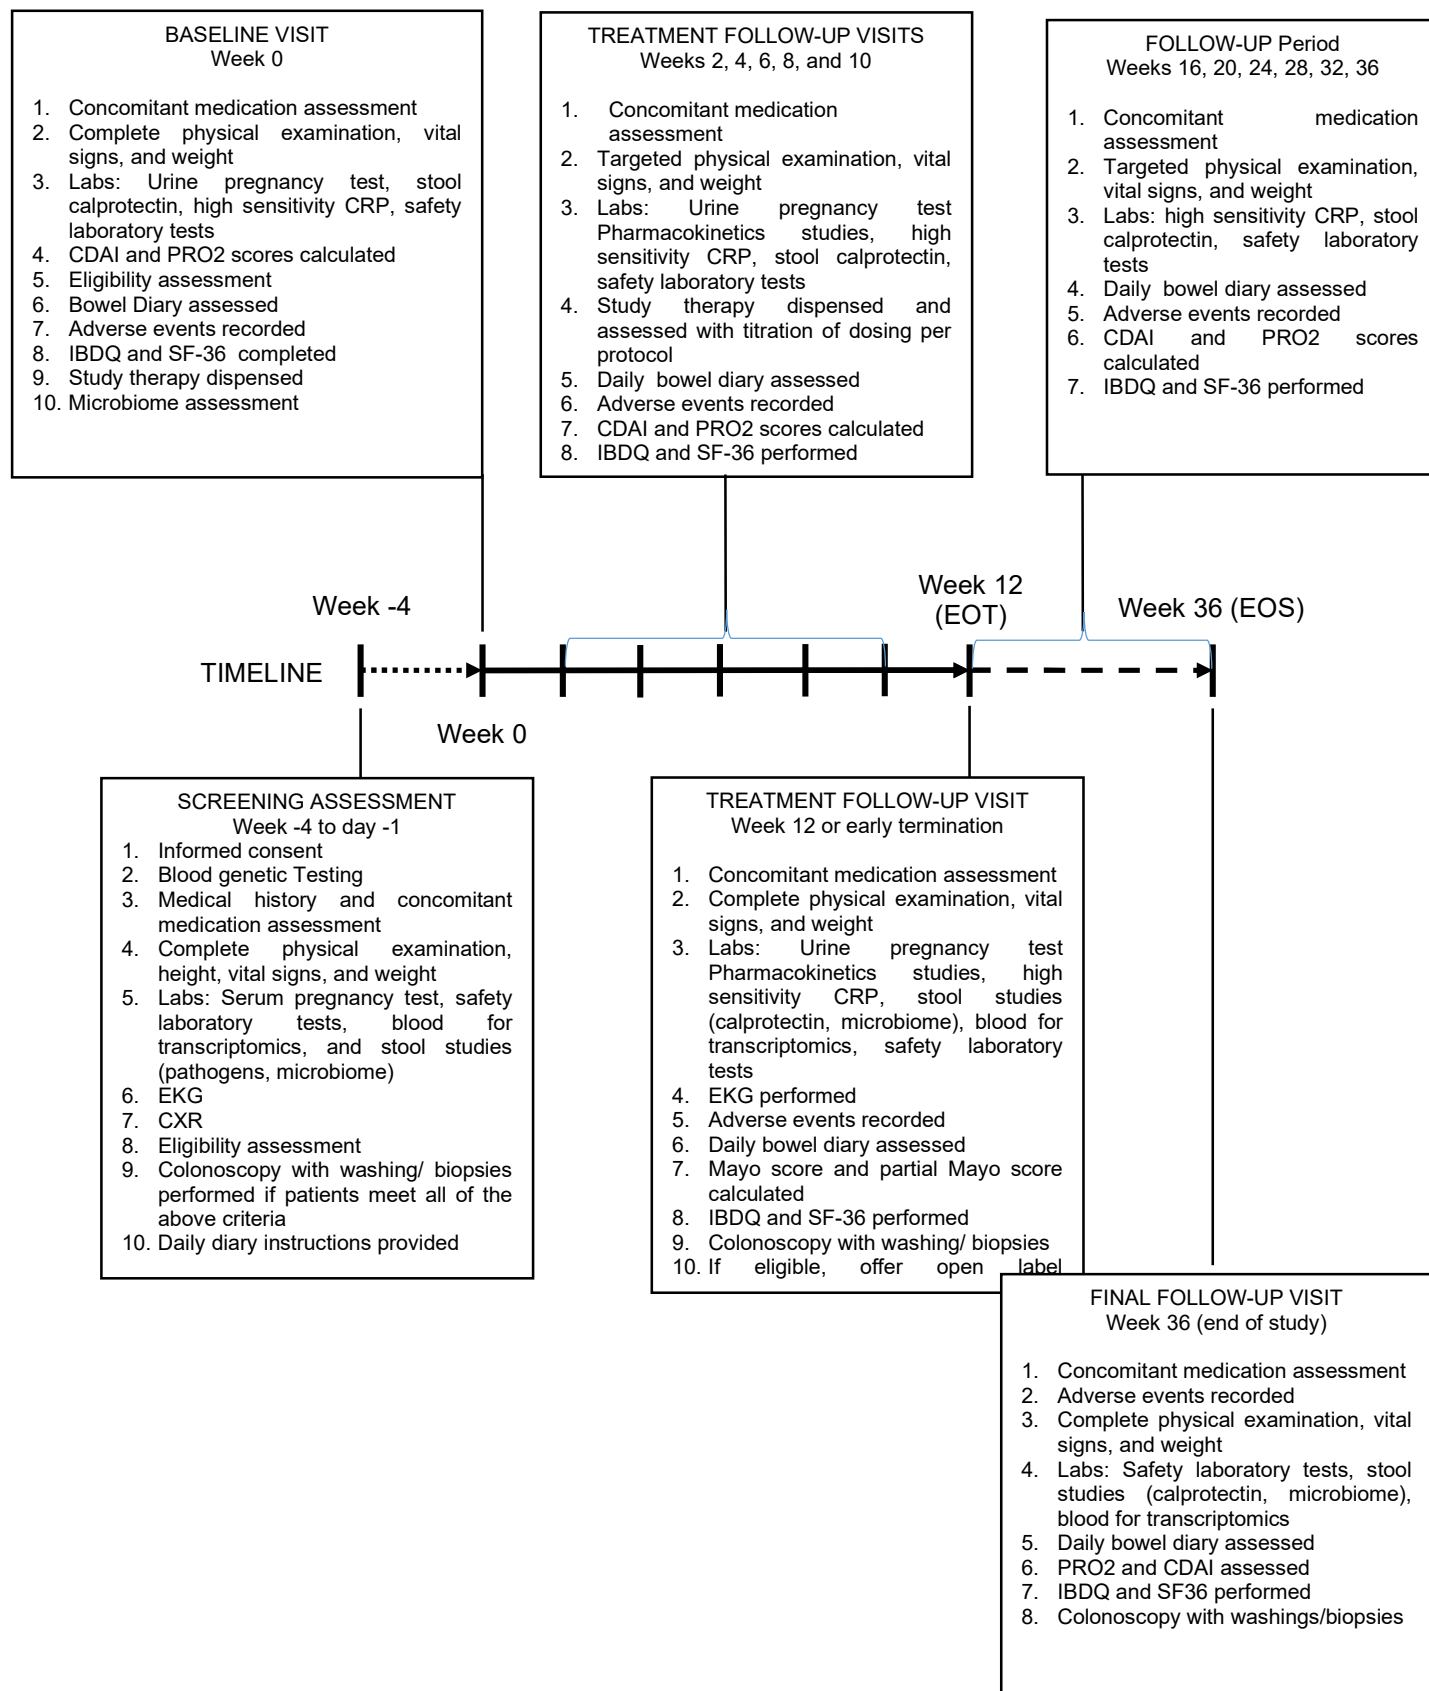 BASELINE VISIT
Week 0
1. Concomitant medication assessment
2. Complete physical examination, vital
signs, and weight
3. Labs: Urine pregnancy test, stool
calprotectin, high sensitivity CRP, safety
laboratory tests
4. CDAI and PRO2 scores calculated
5. Eligibility assessment
6. Bowel Diary assessed
7. Adverse events recorded
8. IBDQ and SF-36 completed
9. Study therapy dispensed
10. Microbiome assessment
TREATMENT FOLLOW-UP VISITS
Weeks 2, 4, 6, 8, and 10
1. Concomitant medication
assessment
2. Targeted physical examination, vital
signs, and weight
3. Labs: Urine pregnancy test
Pharmacokinetics studies, high
sensitivity CRP, stool calprotectin,
safety laboratory tests
4. Study therapy dispensed and
assessed with titration of dosing per
protocol
5. Daily bowel diary assessed
6. Adverse events recorded
7. CDAI and PRO2 scores calculated
8. IBDQ and SF-36 performed
FOLLOW-UP Period
Weeks 16, 20, 24, 28, 32, 36
1. Concomitant medication
assessment
2. Targeted physical examination,
vital signs, and weight
3. Labs: high sensitivity CRP, stool
calprotectin, safety laboratory
tests
4. Daily bowel diary assessed
5. Adverse events recorded
6. CDAI and PRO2 scores
calculated
7. IBDQ and SF-36 performed
Week -4
Week 12
(EOT)
Week 36 (EOS)
TIMELINE
Week 0
SCREENING ASSESSMENT
Week -4 to day -1
1. Informed consent
2. Blood genetic Testing
3. Medical history and concomitant
medication assessment
4. Complete physical examination,
height, vital signs, and weight
5. Labs: Serum pregnancy test, safety
laboratory tests, blood for
transcriptomics, and stool studies
(pathogens, microbiome)
6. EKG
7. CXR
8. Eligibility assessment
9. Colonoscopy with washing/ biopsies
performed if patients meet all of the
above criteria
10. Daily diary instructions provided
TREATMENT FOLLOW-UP VISIT
Week 12 or early termination
1. Concomitant medication assessment
2. Complete physical examination, vital
signs, and weight
3. Labs: Urine pregnancy test
Pharmacokinetics studies, high
sensitivity CRP, stool studies
(calprotectin, microbiome), blood for
transcriptomics, safety laboratory
tests
4. EKG performed
5. Adverse events recorded
6. Daily bowel diary assessed
7. Mayo score and partial Mayo score
calculated
8. IBDQ and SF-36 performed
9. Colonoscopy with washing/ biopsies
10. If eligible, offer open label
FINAL FOLLOW-UP VISIT
Week 36 (end of study)
1. Concomitant medication assessment
2. Adverse events recorded
3. Complete physical examination, vital
signs, and weight
4. Labs: Safety laboratory tests, stool
studies (calprotectin, microbiome),
blood for transcriptomics
5. Daily bowel diary assessed
6. PRO2 and CDAI assessed
7. IBDQ and SF36 performed
8. Colonoscopy with washings/biopsies